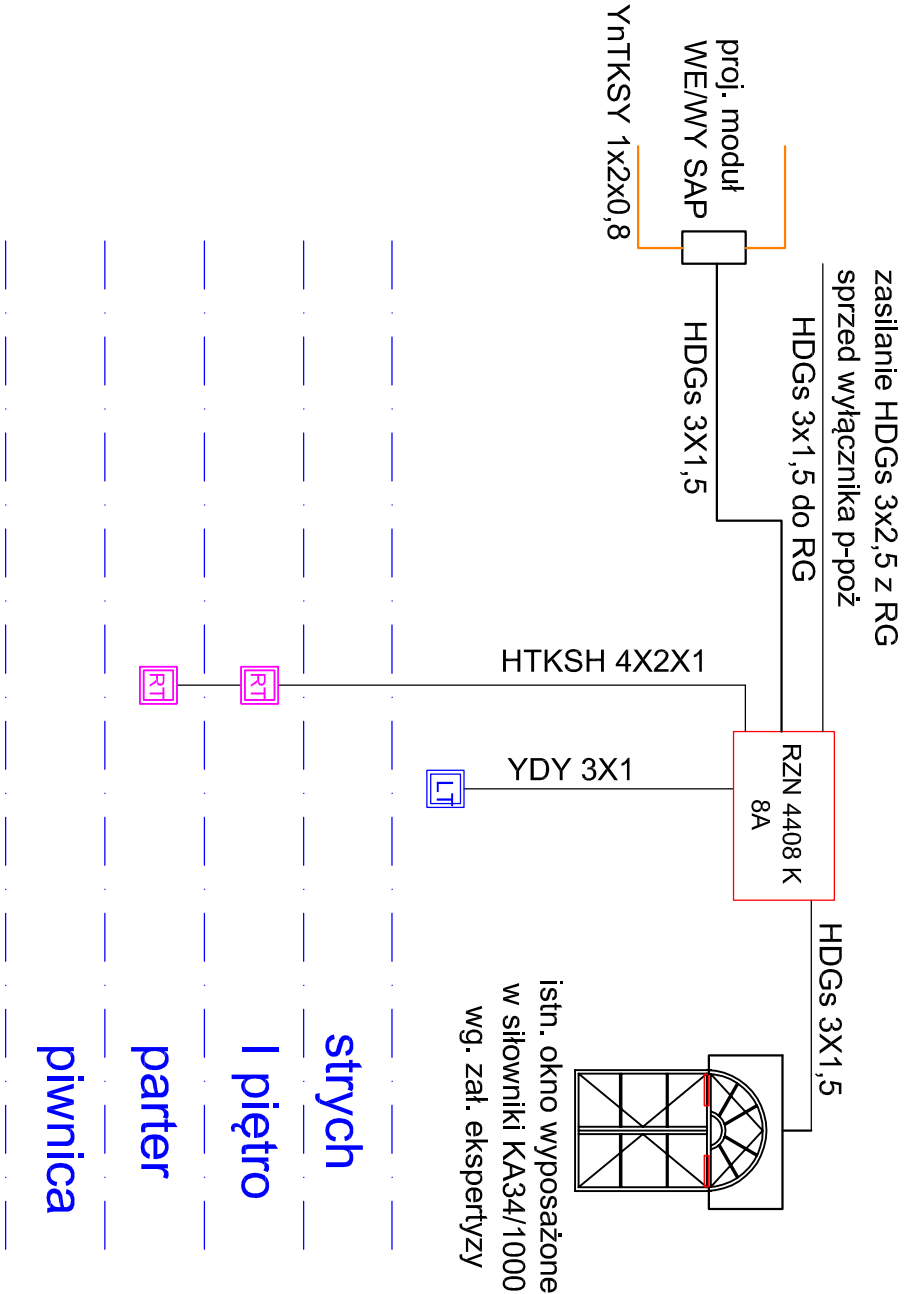 zasilanie HDGs 3x2,5 z RG
sprzed wyłącznika p-poż
HDGs 3x1,5 do RG
proj. moduł
WE/WY SAP
YnTKSY 1x2x0,8
HDGs 3X1,5
RZN 4408 K
8A
HDGs 3X1,5
HTKSH 4X2X1
YDY 3X1
LT
RT
RT
istn. okno wyposażone
w siłowniki KA34/1000
wg. zał. ekspertyzy
strych
I piętro
parter
piwnica